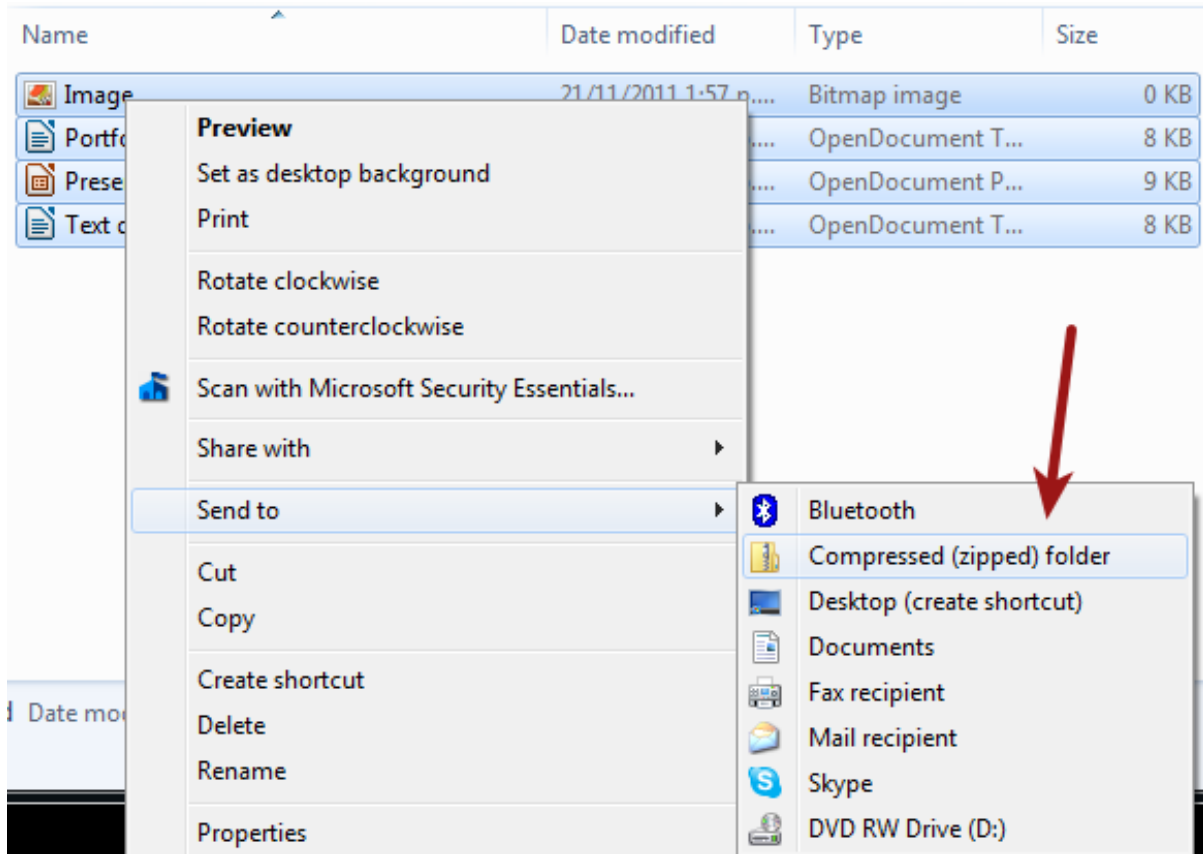 Name Date modified Type Size
Image 21/11/2011 1:57 p.... Bitmap image 0 KB
.... OpenDocument T... 8 KB
.... OpenDocument P... 9 KB
Text .... OpenDocument T... 8 KB
Preview
Set as desktop background
Print
Rotate clockwise
Rotate counterclockwise
Scan with Microsoft Security Essentials...
Share with
Send to
Cut
Copy
Create shortcut
Delete
Rename
Properties
Bluetooth
Compressed (zipped) folder
Desktop (create shortcut)
Documents
Fax recipient
Mail recipient
Skype
DVD RW Drive (D:)
Date